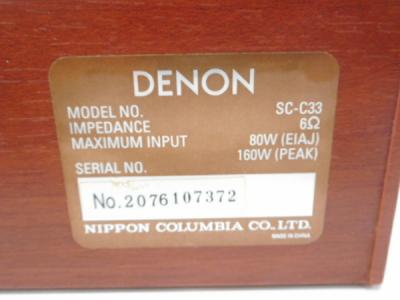 DENON
MODEL NO. SC-C33
IMPEDANCE 6Ω
MAXIMUM INPUT 80W (EIAJ)
160W (PEAK)
SERIAL NO.
No.2076107372
NIPPON COLUMBIA CO.,LTD.
MADE IN CHINA